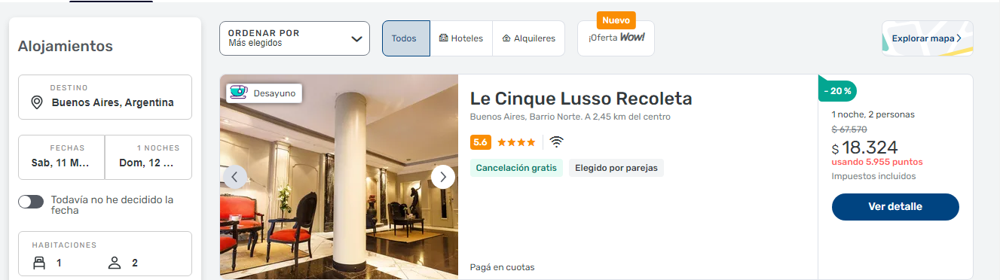 Alojamientos
DESTINO
Buenos Aires, Argentina
FECHAS
Sab, 11 M...
1 NOCHES
Dom, 12 ...
Todavía no he decidido la
fecha
HABITACIONES
1
2
ORDENAR POR
Más elegidos
Todos
Hoteles
Alquileres
Nuevo
¡Oferta Wow!
Explorar mapa
Desayuno
Le Cinque Lusso Recoleta
Buenos Aires, Barrio Norte. A 2,45 km del centro
5.6
Cancelación gratis
Elegido por parejas
Pagá en cuotas
- 20 %
1 noche, 2 personas
$ 67.570
$ 18.324
usando 5.955 puntos
Impuestos incluidos
Ver detalle